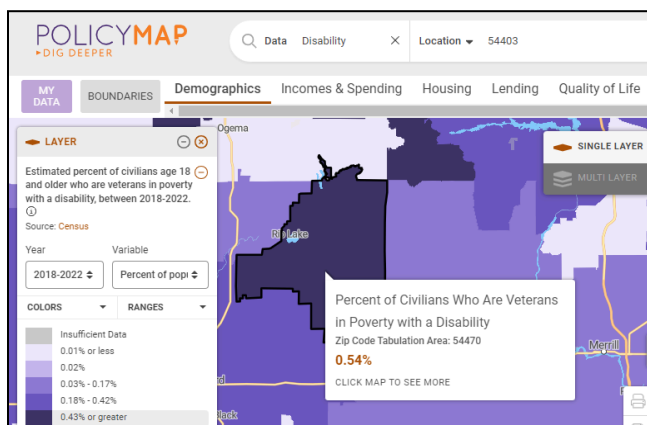 POLICYMAP
DIG DEEPER
Data Disability × Location 54403
MY DATA
BOUNDARIES
Demographics Incomes & Spending Housing Lending Quality of Life
LAYER
Estimated percent of civilians age 18
and older who are veterans in poverty
with a disability, between 2018-2022.
Source: Census
Year Variable
2018-2022 Percent of popu
COLORS RANGES
Insufficient Data
0.01% or less
0.02%
0.03% - 0.17%
0.18% - 0.42%
0.43% or greater
Ogema
Rib Lake
SINGLE LAYER
MULTI LAYER
Percent of Civilians Who Are Veterans
in Poverty with a Disability
Zip Code Tabulation Area: 54470
0.54%
CLICK MAP TO SEE MORE
Merrill